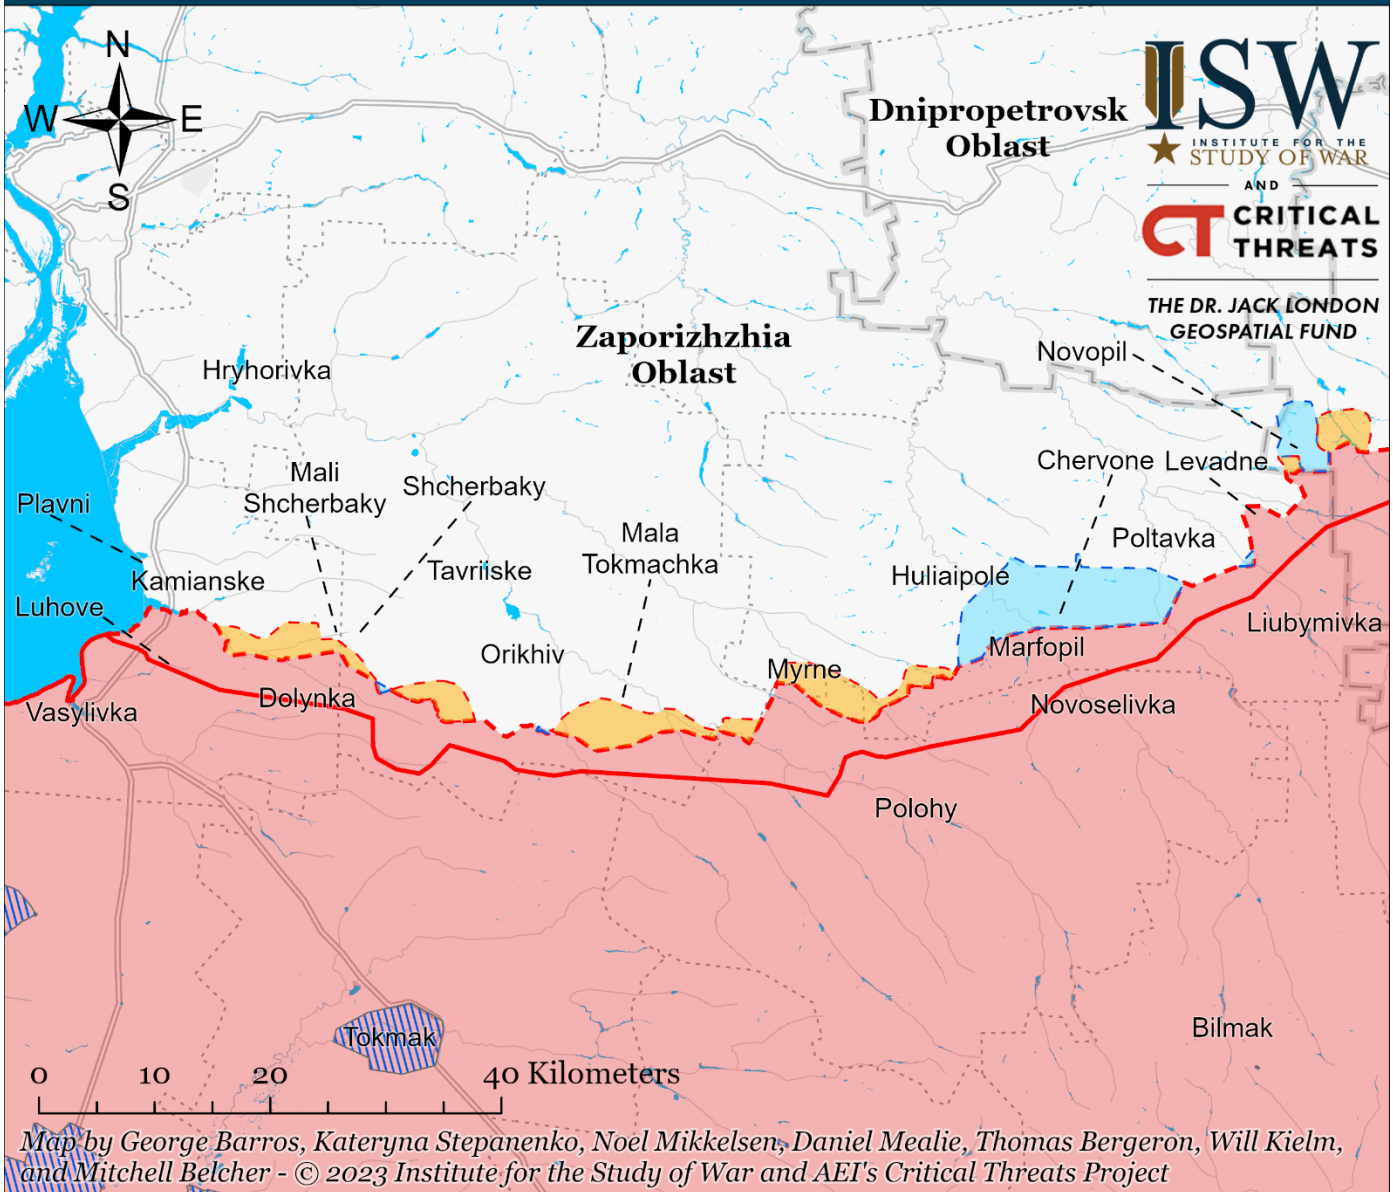 N
W E
S
Dnipropetrovsk
Oblast
ISW
INSTITUTE FOR THE
STUDY OF WAR
AND
CT CRITICAL
THREATS
THE DR. JACK LONDON
GEOSPATIAL FUND
Zaporizhzhia
Oblast
Novopil
Hryhorivka
Mali
Shcherbaky
Shcherbaky
Chervone
Levadne
Plavni
Mala
Tokmachka
Poltavka
Tavriiske
Huliaipole
Kamianske
Luhove
Liubymivka
Orikhiv
Marfopil
Myrne
Dolynka
Novoselivka
Vasylivka
Polohy
Tokmak
Bilmak
0 10 20 40 Kilometers
Map by George Barros, Kateryna Stepanenko, Noel Mikkelsen, Daniel Mealie, Thomas Bergeron, Will Kielm,
and Mitchell Belcher - © 2023 Institute for the Study of War and AEI's Critical Threats Project